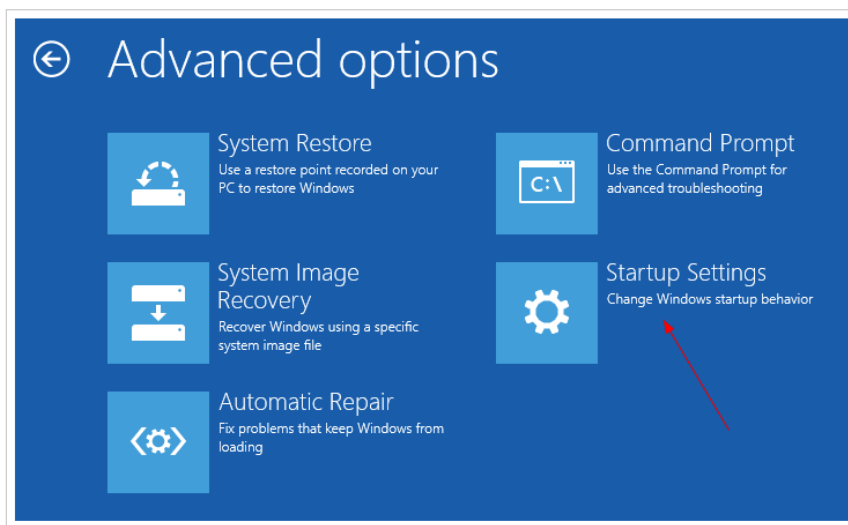 Advanced options
System Restore
Use a restore point recorded on your
PC to restore Windows
Command Prompt
Use the Command Prompt for
advanced troubleshooting
C:\
System Image
Recovery
Recover Windows using a specific
system image file
Startup Settings
Change Windows startup behavior
Automatic Repair
Fix problems that keep Windows from
loading